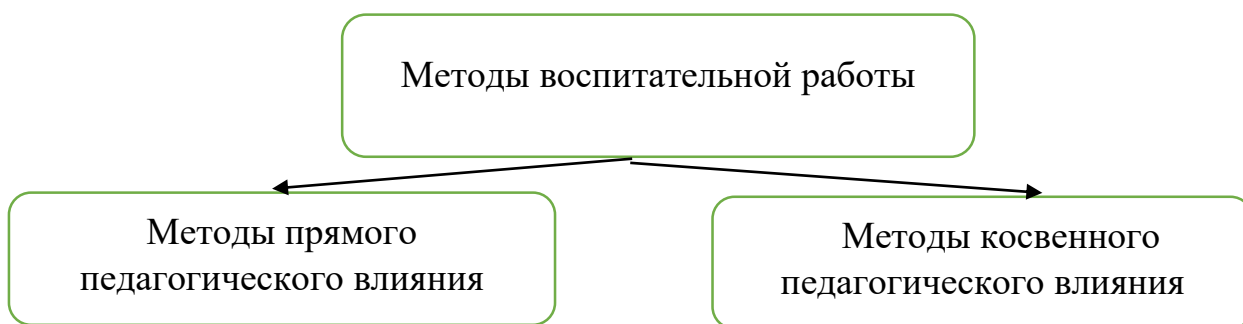 Методы воспитательной работы
Методы прямого
педагогического влияния
Методы косвенного
педагогического влияния